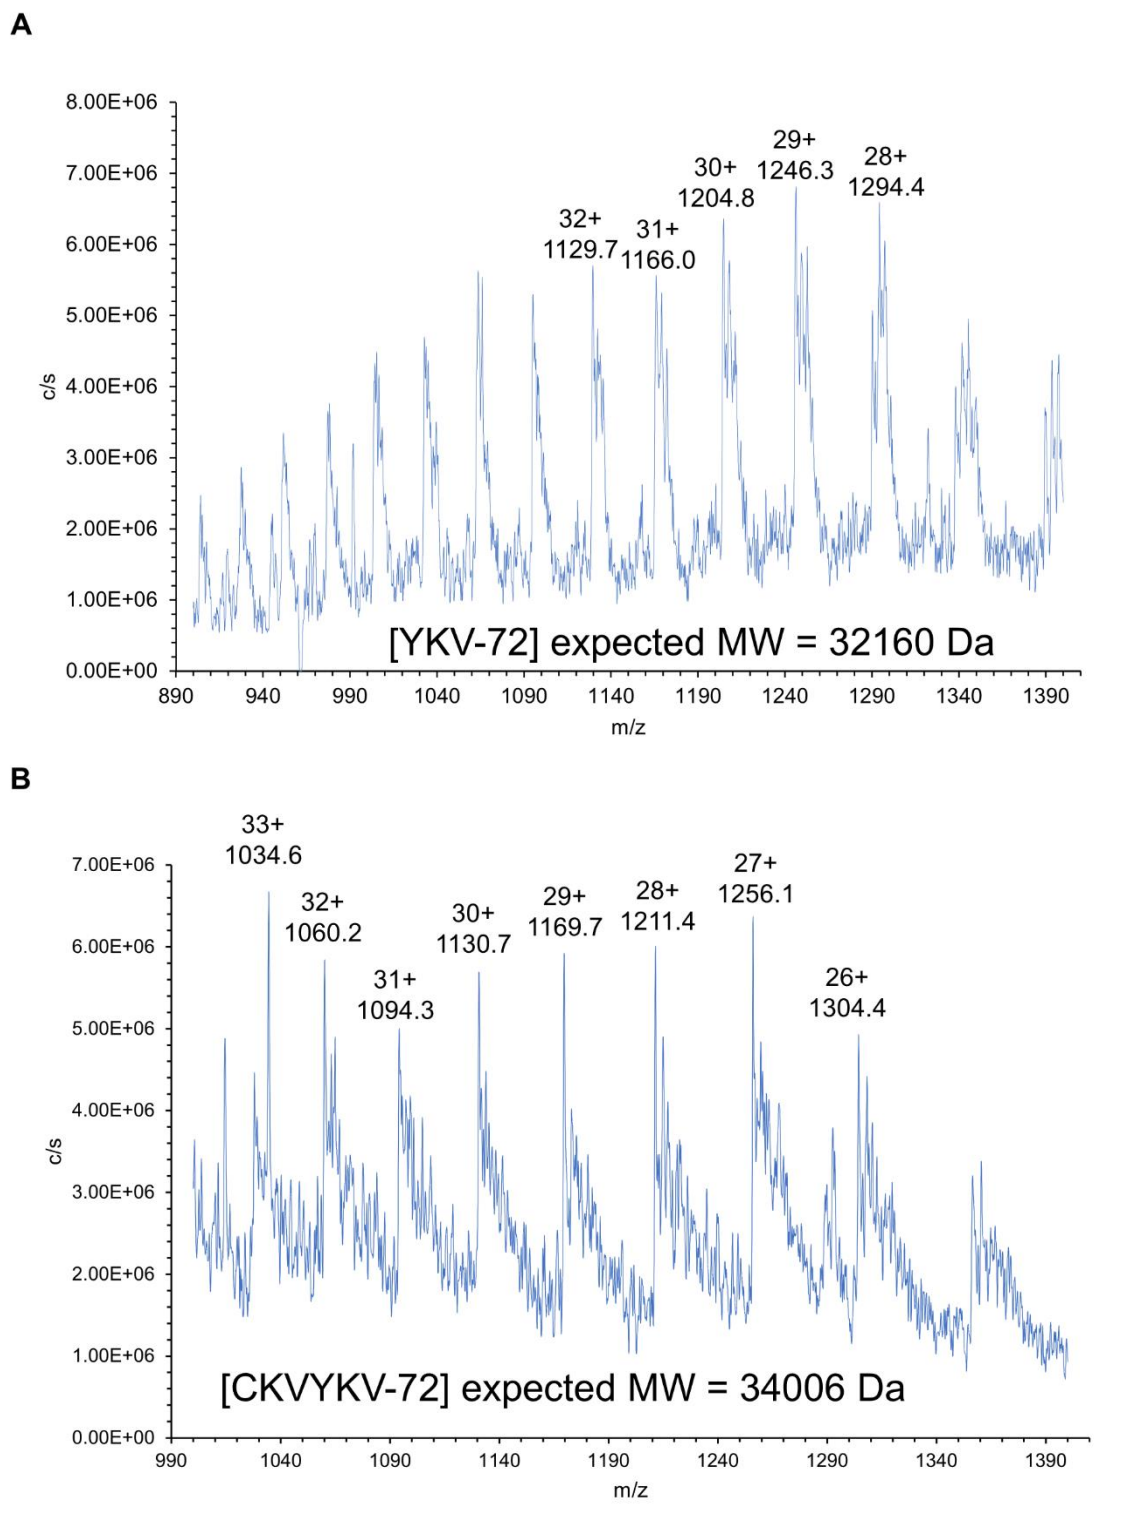 A
8.00E+06
7.00E+06
6.00E+06
5.00E+06
4.00E+06
3.00E+06
2.00E+06
1.00E+06
0.00E+00
c/s
32+
1129.7
31+
1166.0
30+
1204.8
29+
1246.3
28+
1294.4
[YKV-72] expected MW = 32160 Da
890 940 990 1040 1090 1140 1190 1240 1290 1340 1390
m/z
B
7.00E+06
6.00E+06
5.00E+06
4.00E+06
3.00E+06
2.00E+06
1.00E+06
0.00E+00
c/s
33+
1034.6
32+
1060.2
31+
1094.3
30+
1130.7
29+
1169.7
28+
1211.4
27+
1256.1
26+
1304.4
[CKVYKV-72] expected MW = 34006 Da
990 1040 1090 1140 1190 1240 1290 1340 1390
m/z